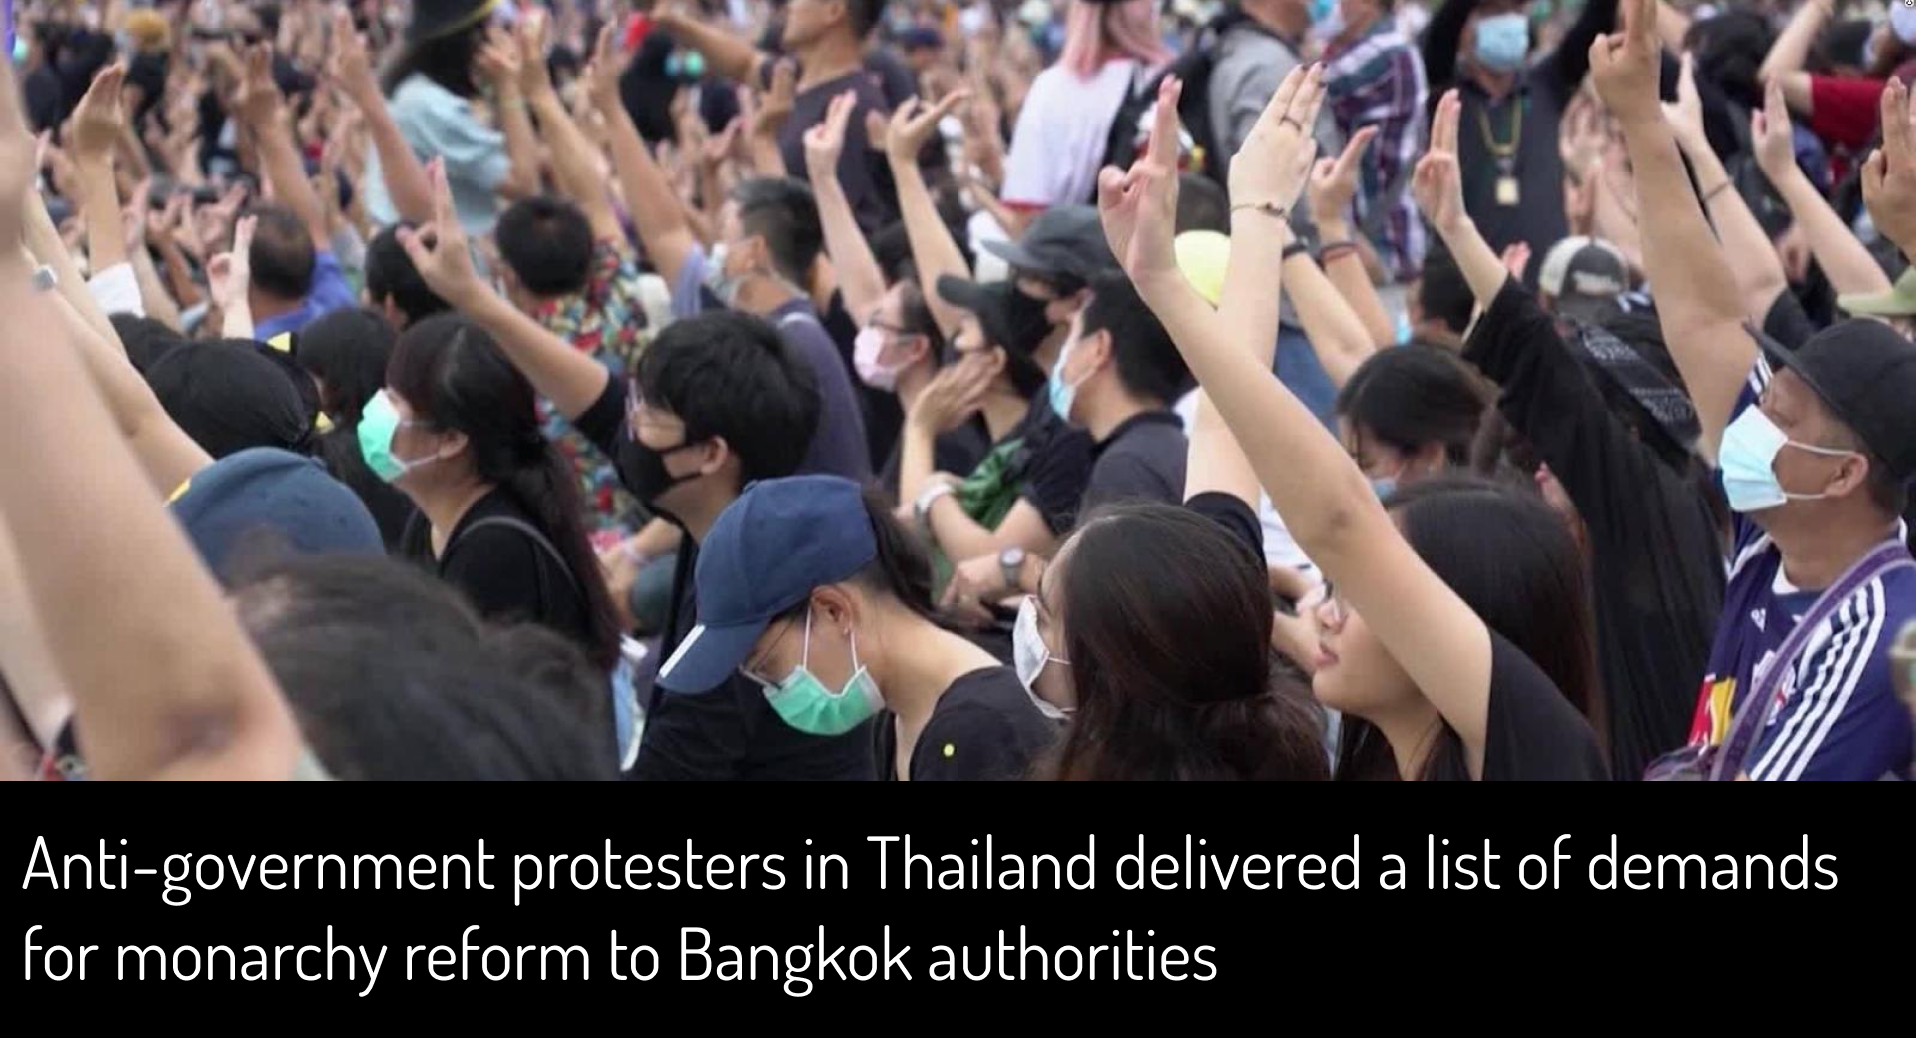 Anti-government protesters in Thailand delivered a list of demands
for monarchy reform to Bangkok authorities